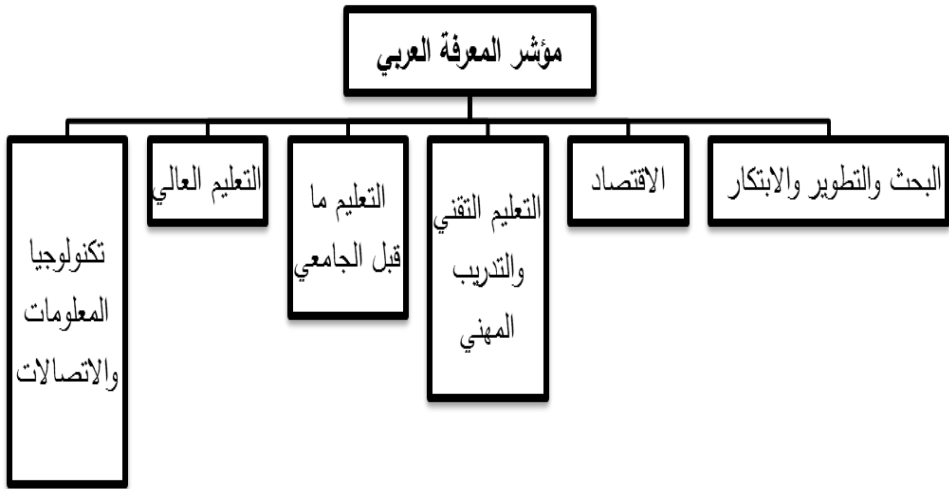 مؤشر المعرفة العربي
البحث والتطوير والابتكار
الاقتصاد
التعليم التقني
والتدريب
المهني
التعليم ما
قبل الجامعي
التعليم العالي
تكنولوجيا
المعلومات
والاتصالات